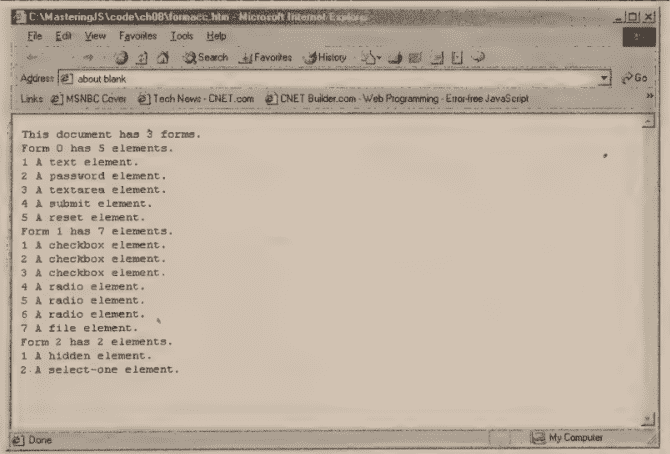 C:\MasteringJS\code\ch08\formacc.htm - Microsoft Internet Explorer
File Edit View Favorites Tools Help
Search Favorites History
Address about:blank Go
Links MSNBC Cover Tech News - CNET.com CNET Builder.com - Web Programming - Error-free JavaScript »
This document has 3 forms.
Form 0 has 5 elements.
1 A text element.
2 A password element.
3 A textarea element.
4 A submit element.
5 A reset element.
Form 1 has 7 elements.
1 A checkbox element.
2 A checkbox element.
3 A checkbox element.
4 A radio element.
5 A radio element.
6 A radio element.
7 A file element.
Form 2 has 2 elements.
1 A hidden element.
2 A select-one element.
Done My Computer